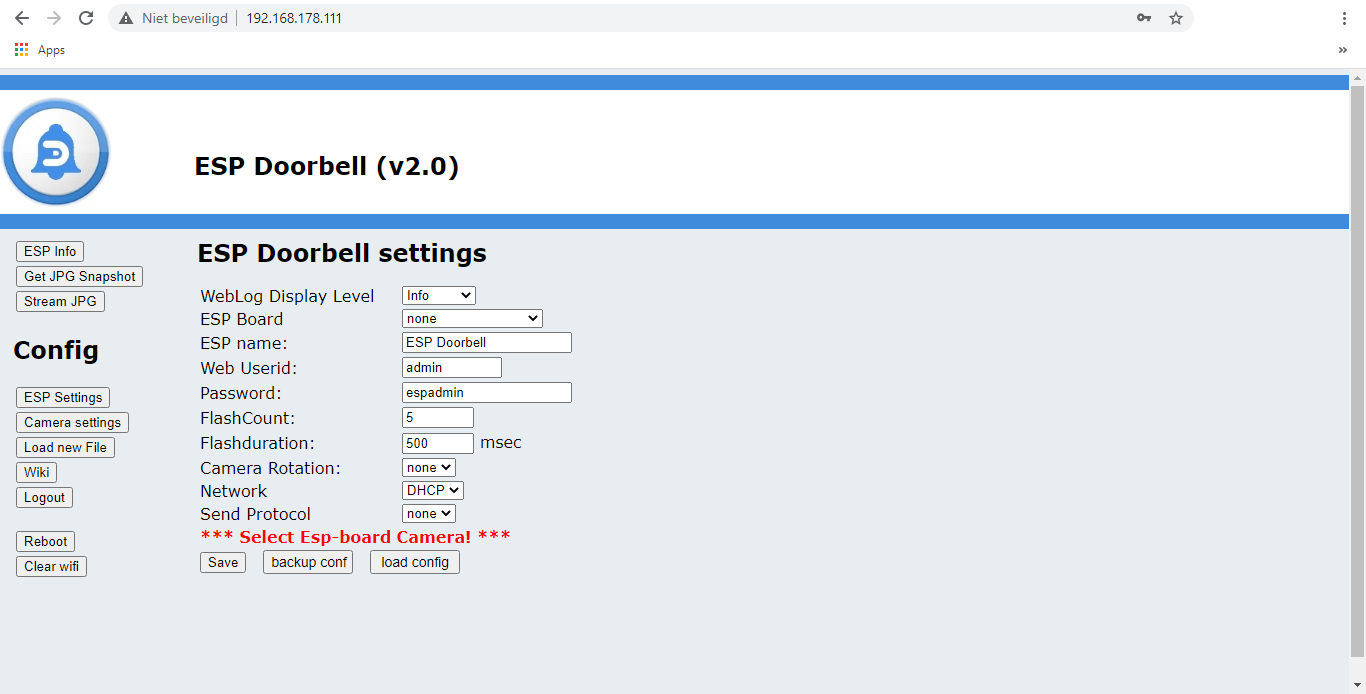 Niet beveiligd 192.168.178.111
Apps »
ESP Doorbell (v2.0)
ESP Info
Get JPG Snapshot
Stream JPG
Config
ESP Settings
Camera settings
Load new File
Wiki
Logout
Reboot
Clear wifi
ESP Doorbell settings
WebLog Display Level Info
ESP Board none
ESP name: ESP Doorbell
Web Userid: admin
Password: espadmin
FlashCount: 5
Flashduration: 500 msec
Camera Rotation: none
Network DHCP
Send Protocol none
*** Select Esp-board Camera! ***
Save backup conf load config